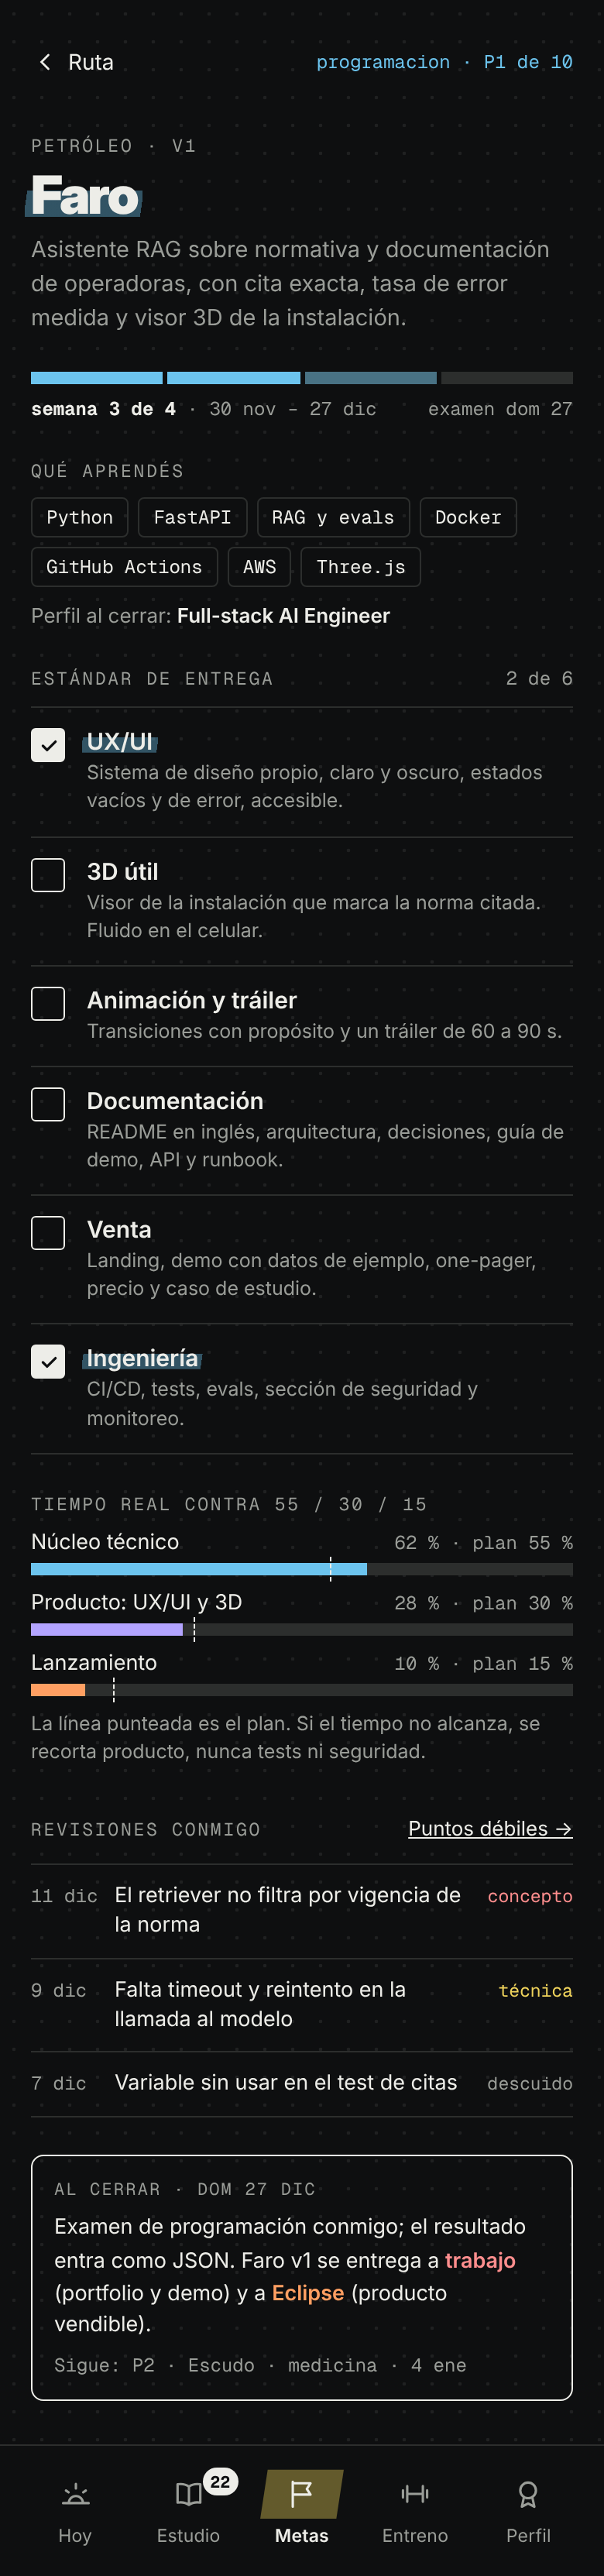 Ruta
programacion · P1 de 10
PETRÓLEO · V1
Faro
Asistente RAG sobre normativa y documentación
de operadoras, con cita exacta, tasa de error
medida y visor 3D de la instalación.
semana 3 de 4 · 30 nov – 27 dic
examen dom 27
QUÉ APRENDÉS
Python
FastAPI
RAG y evals
Docker
GitHub Actions
AWS
Three.js
Perfil al cerrar: Full-stack AI Engineer
ESTÁNDAR DE ENTREGA
2 de 6
UX/UI
Sistema de diseño propio, claro y oscuro, estados
vacíos y de error, accesible.
3D útil
Visor de la instalación que marca la norma citada.
Fluido en el celular.
Animación y tráiler
Transiciones con propósito y un tráiler de 60 a 90 s.
Documentación
README en inglés, arquitectura, decisiones, guía de
demo, API y runbook.
Venta
Landing, demo con datos de ejemplo, one-pager,
precio y caso de estudio.
Ingeniería
CI/CD, tests, evals, sección de seguridad y
monitoreo.
TIEMPO REAL CONTRA 55 / 30 / 15
Núcleo técnico
62 % · plan 55 %
Producto: UX/UI y 3D
28 % · plan 30 %
Lanzamiento
10 % · plan 15 %
La línea punteada es el plan. Si el tiempo no alcanza, se
recorta producto, nunca tests ni seguridad.
REVISIONES CONMIGO
Puntos débiles →
11 dic
El retriever no filtra por vigencia de
la norma
concepto
9 dic
Falta timeout y reintento en la
llamada al modelo
técnica
7 dic
Variable sin usar en el test de citas
descuido
AL CERRAR · DOM 27 DIC
Examen de programación conmigo; el resultado
entra como JSON. Faro v1 se entrega a trabajo
(portfolio y demo) y a Eclipse (producto
vendible).
Sigue: P2 · Escudo · medicina · 4 ene
22
Hoy
Estudio
Metas
Entreno
Perfil